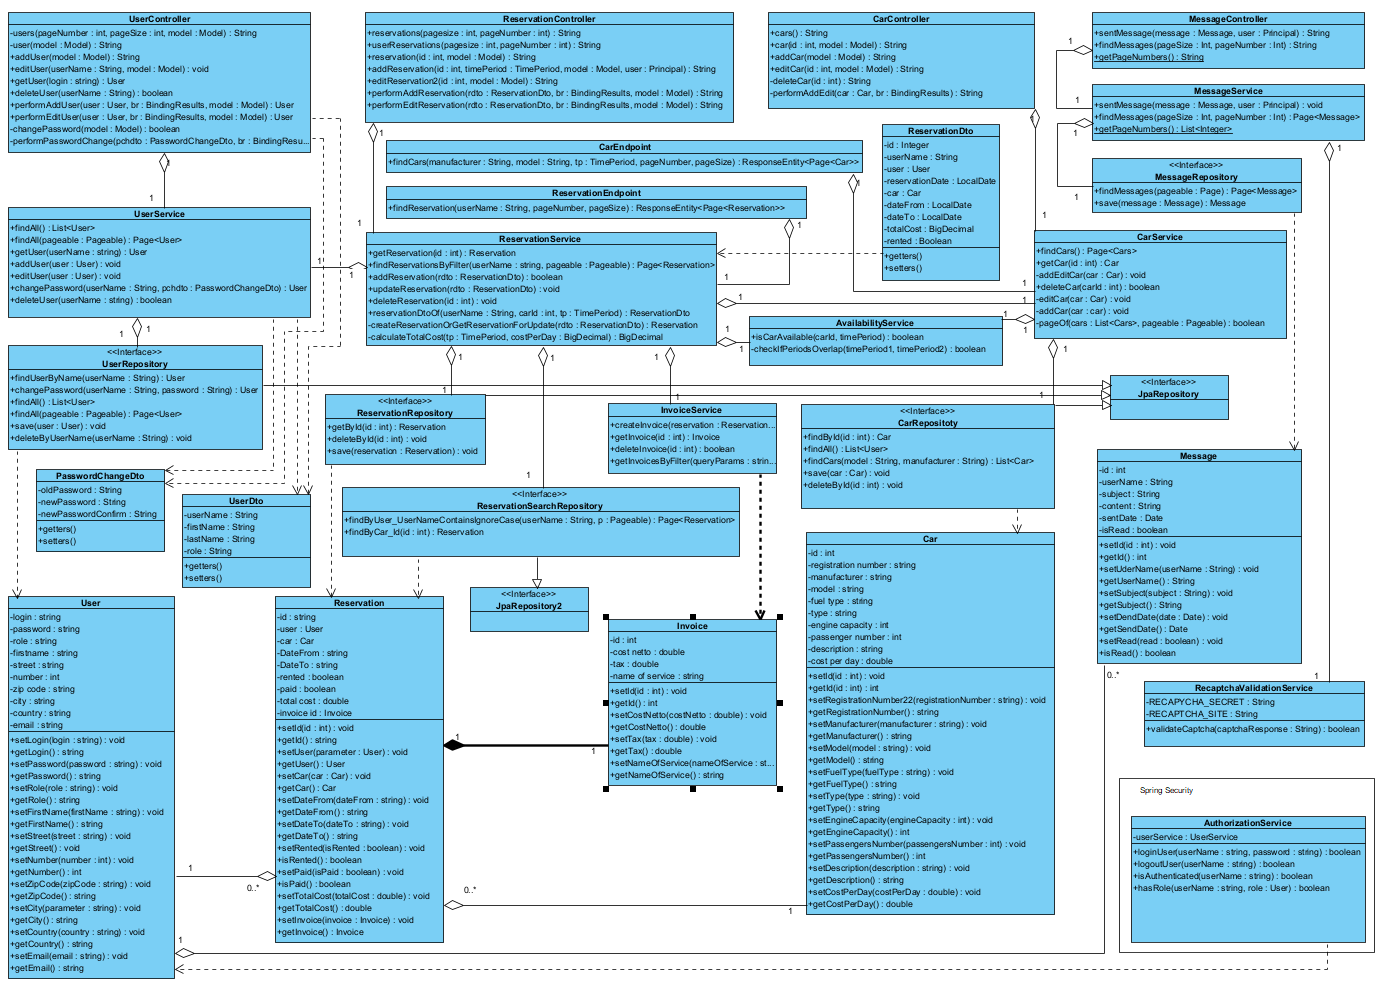 UserController
-users(pageNumber : int, pageSize : int, model : Model) : String
-user(model : Model) : String
+addUser(model : Model) : String
+editUser(userName : String, model : Model) : void
+getUser(login : string) : User
+deleteUser(userName : String) : boolean
+performAddUser(user : User, br : BindingResults, model : Model) : User
+performEditUser(user : User, br : BindingResults, model : Model) : User
-changePassword(model : Model) : boolean
-performPasswordChange(pchdto : PasswordChangeDto, br : BindingResu...
ReservationController
+reservations(pagesize : int, pageNumber : int) : String
+userReservations(pagesize : int, pageNumber : int) : String
+reservation(id : int, model : Model) : String
+addReservation(id : int, timePeriod : TimePeriod, model : Model, user : Principal) : String
+editReservation2(id : int, model : Model) : String
+performAddReservation(rdto : ReservationDto, br : BindingResults, model : Model) : String
+performEditReservation(rdto : ReservationDto, br : BindingResults, model : Model) : String
CarController
+cars() : String
+car(id : int, model : Model) : String
+addCar(model : Model) : String
+editCar(id : int, model : Model) : String
-deleteCar(id : int) : String
-performAddEdit(car : Car, br : BindingResults) : String
MessageController
+sentMessage(message : Message, user : Principal) : String
+findMessages(pageSize : Int, pageNumber : Int) : String
+getPageNumbers() : String
1
1
MessageService
+sentMessage(message : Message, user : Principal) : void
+findMessages(pageSize : Int, pageNumber : Int) : Page<Message>
+getPageNumbers() : List<Integer>
1
1
1
<<Interface>>
MessageRepository
+findMessages(pageable : Page) : Page<Message>
+save(message : Message) : Message
CarEndpoint
+findCars(manufacturer : String, model : String, tp : TimePeriod, pageNumber, pageSize) : ResponseEntity<Page<Car>>
ReservationEndpoint
+findReservation(userName : String, pageNumber, pageSize) : ResponseEntity<Page<Reservation>>
ReservationDto
-id : Integer
-userName : String
-user : User
-reservationDate : LocalDate
-car : Car
-dateFrom : LocalDate
-dateTo : LocalDate
-totalCost : BigDecimal
-rented : Boolean
+getters()
+setters()
1
1
1
1
1
1
1
UserService
+findAll() : List<User>
+findAll(pageable : Pageable) : Page<User>
+getUser(userName : string) : User
+addUser(user : User) : void
+editUser(user : User) : void
+changePassword(userName : String, pchdto : PasswordChangeDto) : User
+deleteUser(userName : string) : boolean
1
1
ReservationService
+getReservation(id : int) : Reservation
+findReservationsByFilter(userName : string, pageable : Pageable) : Page<Reservation>
+addReservation(rdto : ReservationDto) : boolean
+updateReservation(rdto : ReservationDto) : void
+deleteReservation(id : int) : void
+reservationDtoOf(userName : String, carId : int, tp : TimePeriod) : ReservationDto
-createReservationOrGetReservationForUpdate(rdto : ReservationDto) : Reservation
-calculateTotalCost(tp : TimePeriod, costPerDay : BigDecimal) : BigDecimal
1
1
1
1
1
1
1
CarService
+findCars() : Page<Cars>
+getCar(id : int) : Car
-addEditCar(car : Car) : void
+deleteCar(carId : int) : boolean
-editCar(car : Car) : void
-addCar(car : car) : void
-pageOf(cars : List<Cars>, pageable : Pageable) : boolean
AvailabilityService
+isCarAvailable(carId, timePeriod) : boolean
-checkIfPeriodsOverlap(timePeriod1, timePeriod2) : boolean
1
1
1
1
1
1
1
1
1
<<Interface>>
UserRepository
+findUserByName(userName : String) : User
+changePassword(userName : String, password : String) : User
+findAll() : List<User>
+findAll(pageable : Pageable) : Page<User>
+save(user : User) : void
+deleteByUserName(userName : String) : void
<<Interface>>
JpaRepository
<<Interface>>
ReservationRepository
+getById(id : int) : Reservation
+deleteById(id : int) : void
+save(reservation : Reservation) : void
InvoiceService
+createInvoice(reservation : Reservation...
+getInvoice(id : int) : Invoice
+deleteInvoice(id : int) : boolean
+getInvoicesByFilter(queryParams : strin...
<<Interface>>
CarRepositoty
+findById(id : int) : Car
+findAll() : List<User>
+findCars(model : String, manufacturer : String) : List<Car>
+save(car : Car) : void
+deleteById(id : int) : void
PasswordChangeDto
-oldPassword : String
-newPassword : String
-newPasswordConfirm : String
+getters()
+setters()
UserDto
-userName : String
-firstName : String
-lastName : String
-role : String
+getters()
+setters()
<<Interface>>
ReservationSearchRepository
+findByUser_UserNameContainsIgnoreCase(userName : String, p : Pageable) : Page<Reservation>
+findByCar_Id(id : int) : Reservation
<<Interface>>
JpaRepository2
Message
-id : int
-userName : String
-subject : String
-content : String
-sentDate : Date
-isRead : boolean
+setId(id : int) : void
+getId() : int
+setUderName(userName : String) : void
+getUserName() : String
+setSubject(subject : String) : void
+getSubject() : String
+setDendDate(date : Date) : void
+getSendDate() : Date
+setRead(read : boolean) : void
+isRead() : boolean
0..*
1
User
-login : string
-password : string
-role : string
-firstname : string
-street : string
-number : int
-zip code : string
-city : string
-country : string
-email : string
+setLogin(login : string) : void
+getLogin() : string
+setPassword(password : string) : void
+getPassword() : string
+setRole(role : string) : void
+getRole() : string
+setFirstName(firstName : string) : void
+getFirstName() : string
+setStreet(street : string) : void
+getStreet() : void
+setNumber(number : int) : void
+getNumber() : int
+setZipCode(zipCode : string) : void
+getZipCode() : string
+setCity(parameter : string) : void
+getCity() : string
+setCountry(country : string) : void
+getCountry() : string
+setEmail(email : string) : void
+getEmail() : string
1
0..*
1
Reservation
-id : string
-user : User
-car : Car
-DateFrom : string
-DateTo : string
-rented : boolean
-paid : boolean
-total cost : double
-invoice id : Invoice
+setId(id : int) : void
+getId() : string
+setUser(parameter : User) : void
+getUser() : User
+setCar(car : Car) : void
+getCar() : Car
+setDateFrom(dateFrom : string) : void
+getDateFrom() : string
+setDateTo(dateTo : string) : void
+getDateTo() : string
+setRented(isRented : boolean) : void
+isRented() : boolean
+setPaid(isPaid : boolean) : void
+isPaid() : boolean
+setTotalCost(totalCost : double) : void
+getTotalCost() : double
+setInvoice(invoice : Invoice) : void
+getInvoice() : Invoice
1
1
0..*
1
Invoice
-id : int
-cost netto : double
-tax : double
-name of service : string
+setId(id : int) : void
+getId() : int
+setCostNetto(costNetto : double) : void
+getCostNetto() : double
+setTax(tax : double) : void
+getTax() : double
+setNameOfService(nameOfService : st...
+getNameOfService() : string
Car
-id : int
-registration number : string
-manufacturer : string
-model : string
-fuel type : string
-type : string
-engine capacity : int
-passenger number : int
-description : string
-cost per day : double
+setId(id : int) : void
+getId(id : int) : int
+setRegistrationNumber22(registrationNumber : string) : void
+getRegistrationNumber() : string
+setManufacturer(manufacturer : string) : void
+getManufacturer() : string
+setModel(model : string) : void
+getModel() : string
+setFuelType(fuelType : string) : void
+getFuelType() : string
+setType(type : string) : void
+getType() : string
+setEngineCapacity(engineCapacity : int) : void
+getEngineCapacity() : int
+setPassengersNumber(passengersNumber : int) : void
+getPassengersNumber() : int
+setDescription(description : string) : void
+getDescription() : string
+setCostPerDay(costPerDay : double) : void
+getCostPerDay() : double
RecaptchaValidationService
-RECAPYCHA_SECRET : String
-RECAPTCHA_SITE : String
+validateCaptcha(captchaResponse : String) : boolean
Spring Security
AuthorizationService
-userService : UserService
+loginUser(userName : string, password : string) : boolean
+logoutUser(userName : string) : boolean
+isAuthenticated(userName : string) : boolean
+hasRole(userName : string, role : User) : boolean